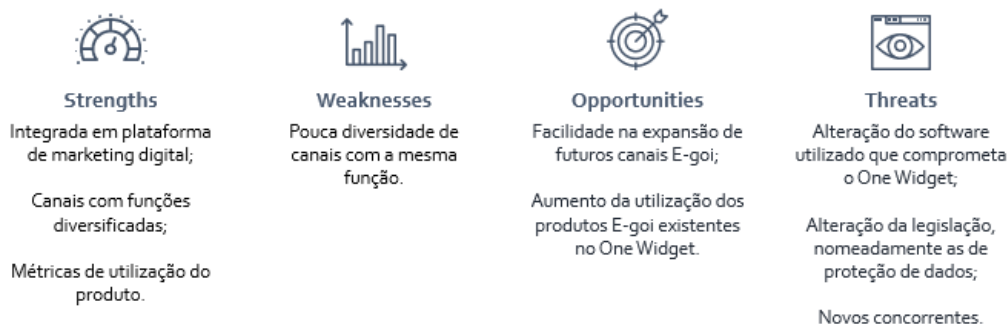 Strengths
Integrada em plataforma
de marketing digital;
Canais com funções
diversificadas;
Métricas de utilização do
produto.
Weaknesses
Pouca diversidade de
canais com a mesma
função.
Opportunities
Facilidade na expansão de
futuros canais E-goi;
Aumento da utilização dos
produtos E-goi existentes
no One Widget.
Threats
Alteração do software
utilizado que comprometa
o One Widget;
Alteração da legislação,
nomeadamente as de
proteção de dados;
Novos concorrentes.